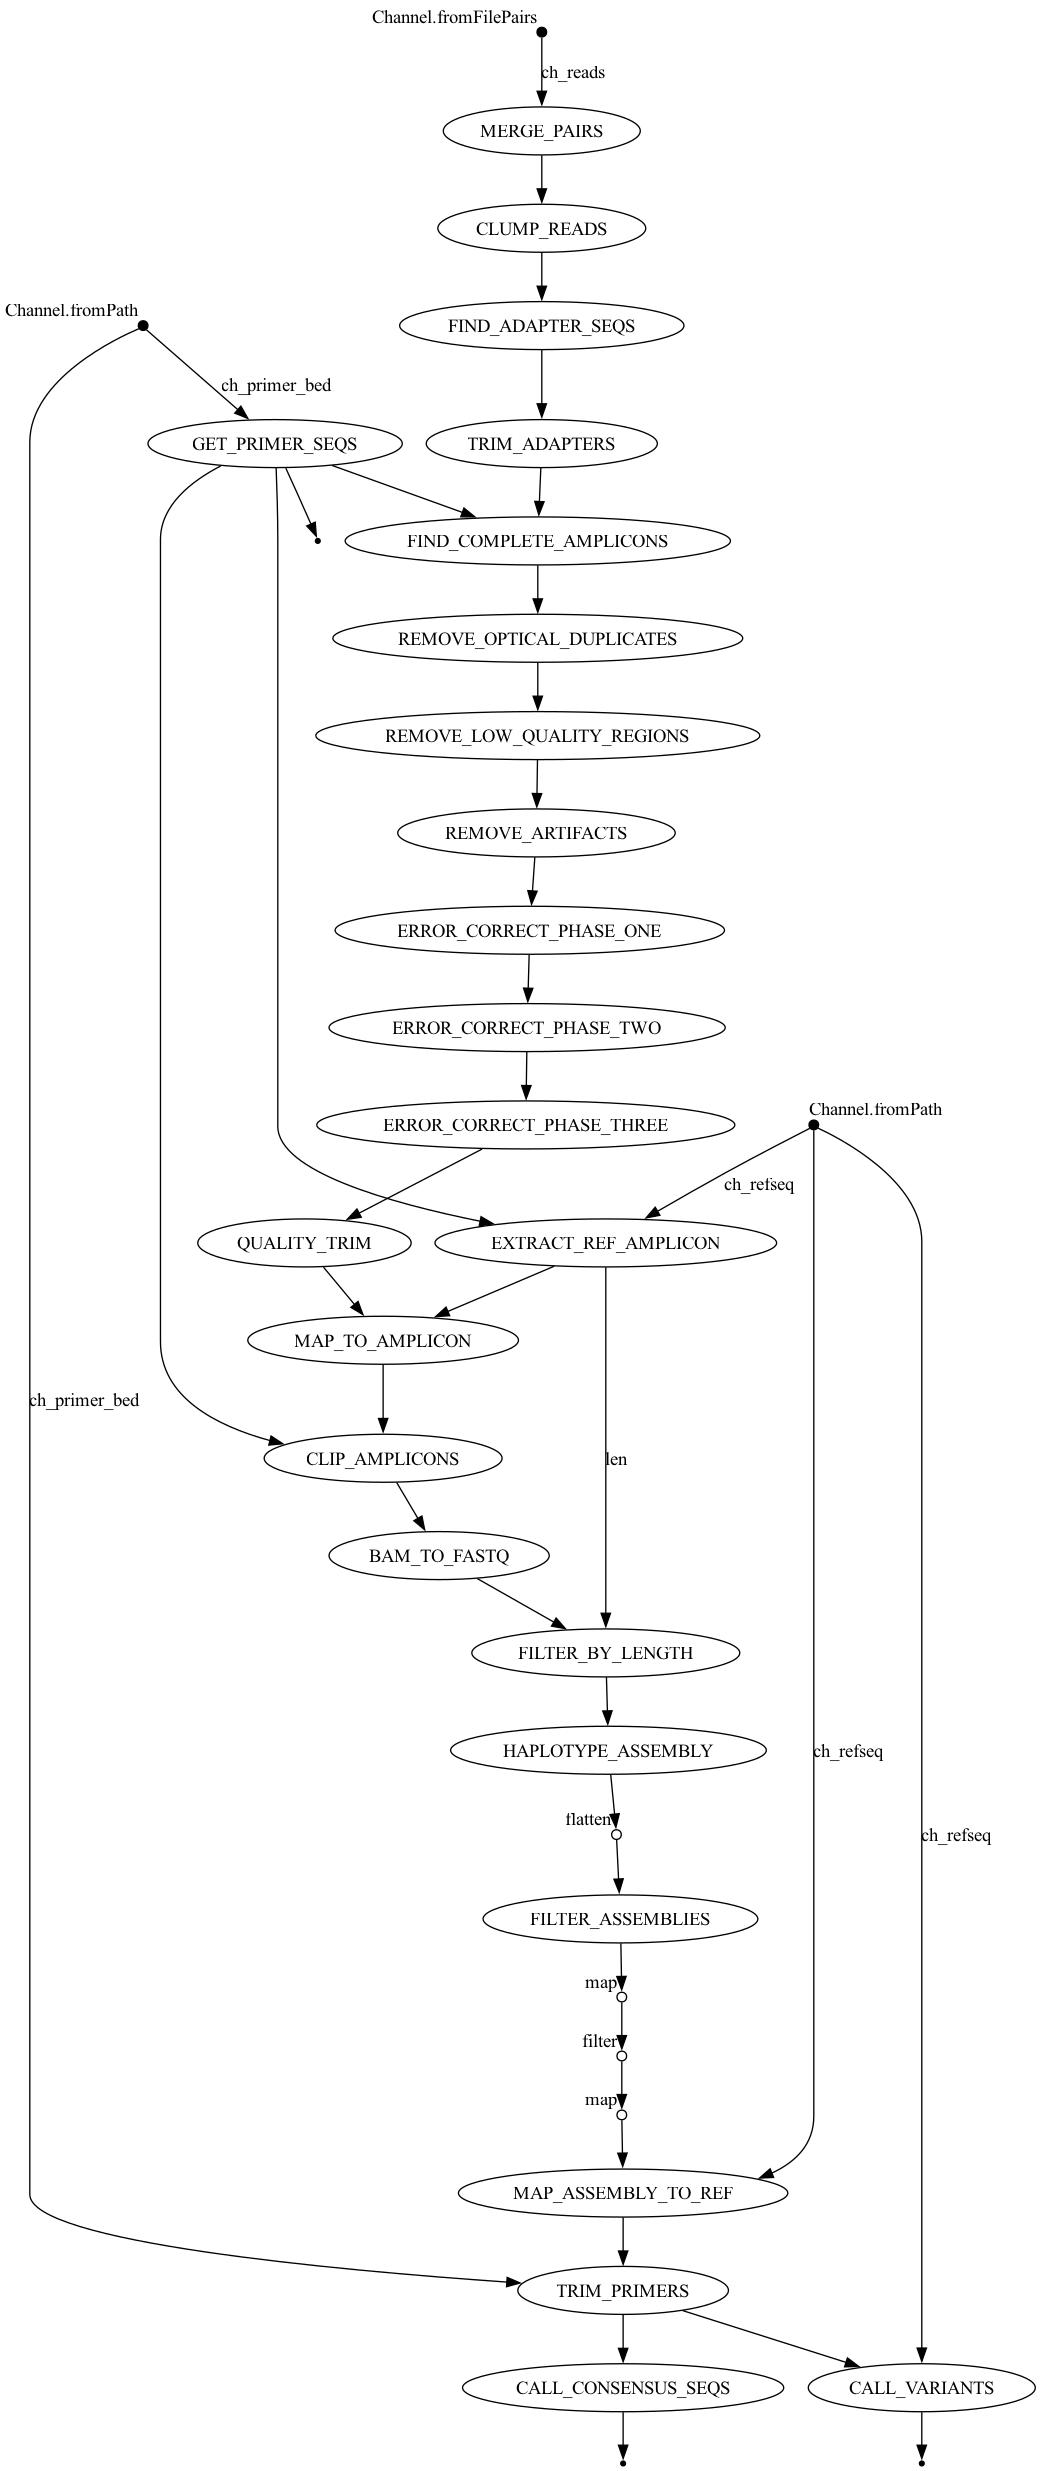 Channel.fromFilePairs
ch_reads
MERGE_PAIRS
CLUMP_READS
Channel.fromPath
FIND_ADAPTER_SEQS
ch_primer_bed
GET_PRIMER_SEQS
TRIM_ADAPTERS
FIND_COMPLETE_AMPLICONS
REMOVE_OPTICAL_DUPLICATES
REMOVE_LOW_QUALITY_REGIONS
REMOVE_ARTIFACTS
ERROR_CORRECT_PHASE_ONE
ERROR_CORRECT_PHASE_TWO
Channel.fromPath
ERROR_CORRECT_PHASE_THREE
ch_refseq
QUALITY_TRIM
EXTRACT_REF_AMPLICON
MAP_TO_AMPLICON
ch_primer_bed
CLIP_AMPLICONS
len
BAM_TO_FASTQ
FILTER_BY_LENGTH
HAPLOTYPE_ASSEMBLY
ch_refseq
flatten
ch_refseq
FILTER_ASSEMBLIES
map
filter
map
MAP_ASSEMBLY_TO_REF
TRIM_PRIMERS
CALL_CONSENSUS_SEQS
CALL_VARIANTS